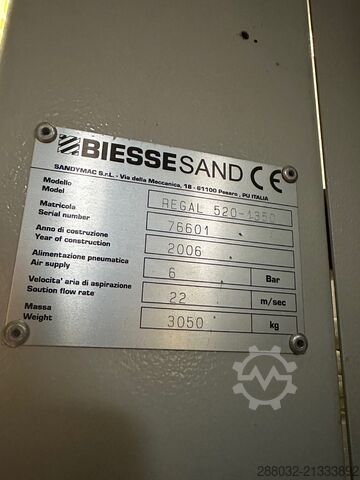 BIESSESAND CE
SANDYMAC S.r.L. - Via della Meccanica, 16 - 61100 Pesaro, PU ITALIA
Modello
Model
REGAL 520-1350
Matricola
Serial number
76601
Anno di costruzione
Year of construction
2006
Alimentazione pneumatica
Air supply
6
Bar
Velocita' aria di aspirazione
Soution flow rate
22
m/sec
Massa
Weight
3050
kg
288032-21333892